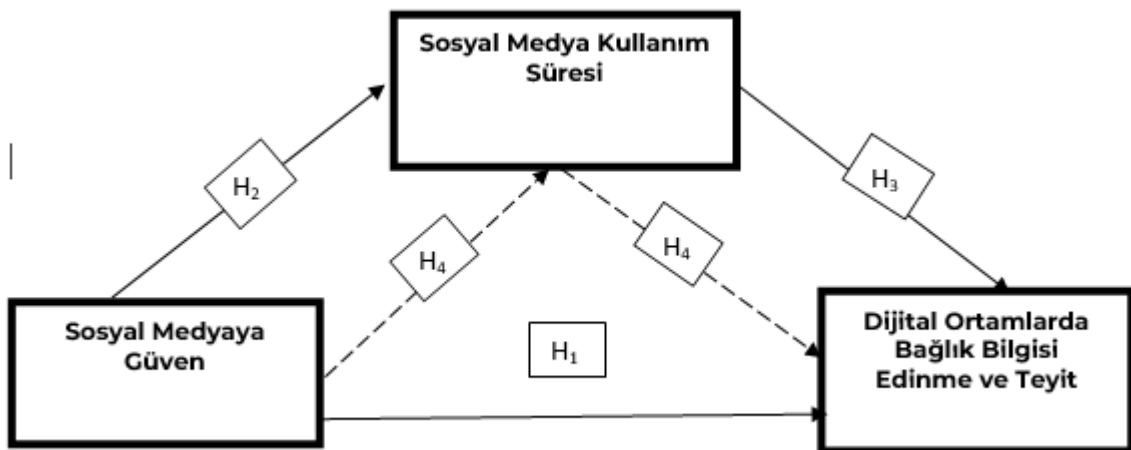 Sosyal Medya Kullanım
Süresi
H₂
H₃
H₄
H₄
Sosyal Medyaya
Güven
H₁
Dijital Ortamlarda
Bağlık Bilgisi
Edinme ve Teyit